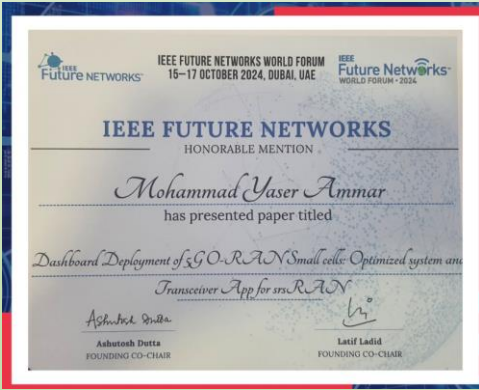 IEEE
Future NETWORKS
IEEE FUTURE NETWORKS WORLD FORUM
15–17 OCTOBER 2024, DUBAI, UAE
IEEE
Future Networks
WORLD FORUM • 2024
IEEE FUTURE NETWORKS
HONORABLE MENTION
Mohammad Yaser Ammar
has presented paper titled
Dashboard Deployment of 5G O-RAN Small cells: Optimized system and
Transceiver App for srsRAN
Ashutosh Dutta
Ashutosh Dutta
FOUNDING CO-CHAIR
Latif Ladid
FOUNDING CO-CHAIR